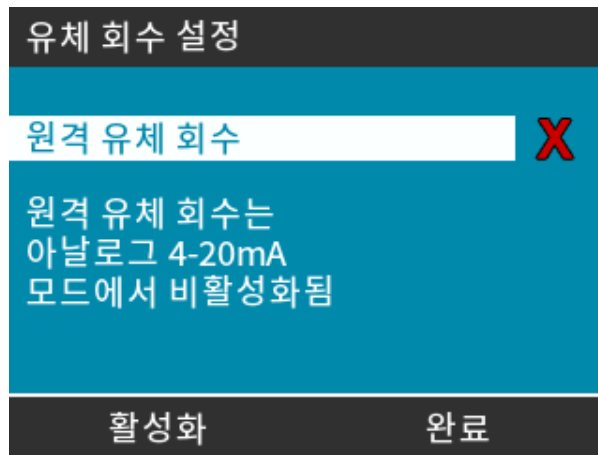 유체 회수 설정
원격 유체 회수
X
원격 유체 회수는
아날로그 4-20mA
모드에서 비활성화됨
활성화 완료